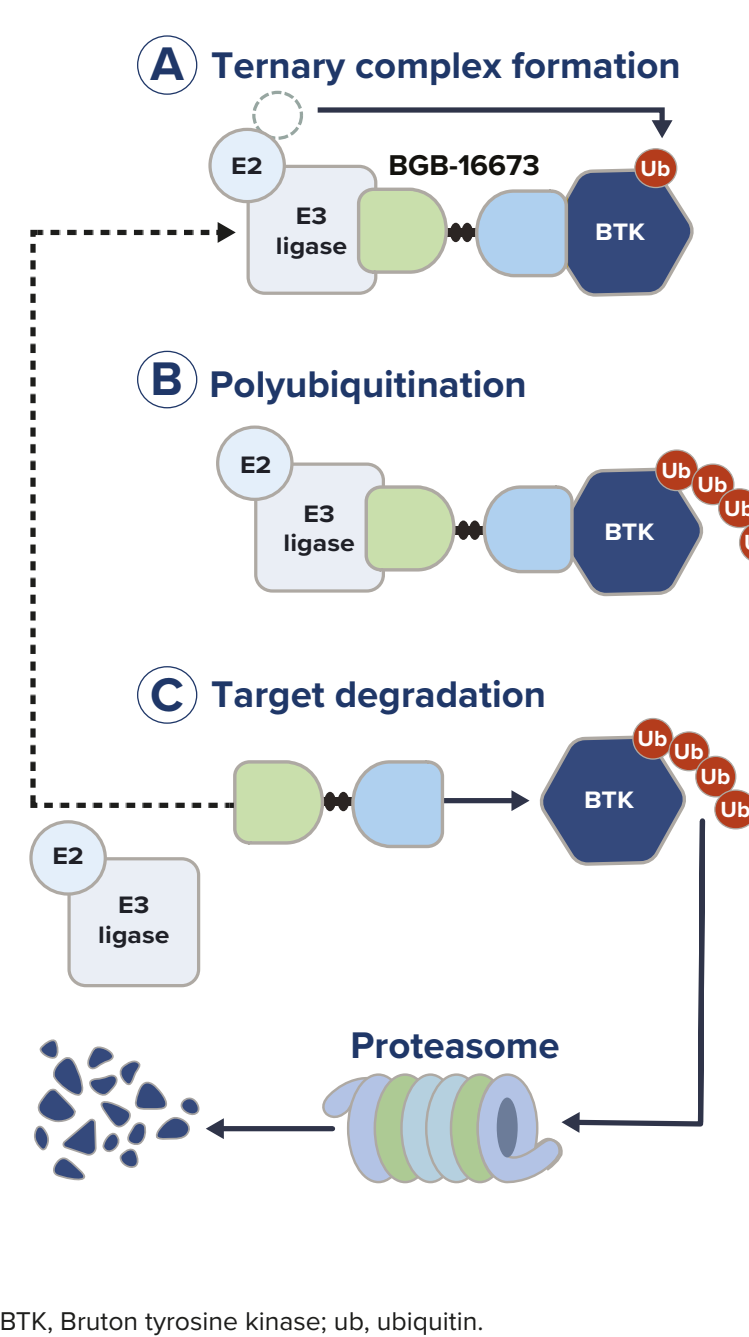 A Ternary complex formation
E2
BGB-16673
Ub
E3
ligase
BTK
B Polyubiquitination
E2
Ub
Ub
Ub
E3
ligase
BTK
C Target degradation
Ub
Ub
Ub
Ub
BTK
E2
E3
ligase
Proteasome
BTK, Bruton tyrosine kinase; ub, ubiquitin.